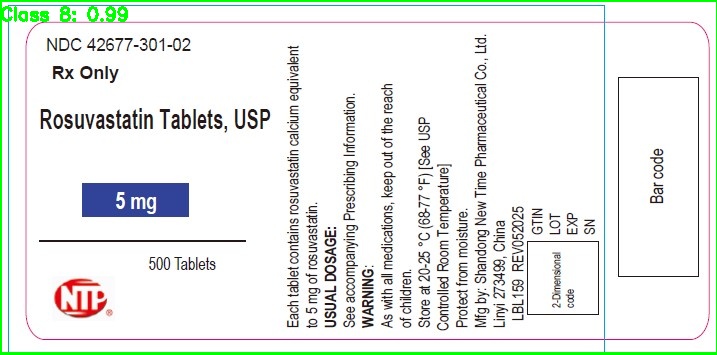 Class 8: 0.99
NDC 42677-301-02
Rx Only
Rosuvastatin Tablets, USP
5 mg
500 Tablets
NTP
®
Each tablet contains rosuvastatin calcium equivalent
to 5 mg of rosuvastatin.
USUAL DOSAGE:
See accompanying Prescribing Information.
WARNING:
As with all medications, keep out of the reach
of children.
Store at 20-25 °C (68-77 °F) [See USP
Controlled Room Temperature]
Protect from moisture.
Mfg by: Shandong New Time Pharmaceutical Co., Ltd.
Linyi 273499, China
LBL159 REV052025
GTIN
LOT
EXP
SN
2-Dimensional
code
Bar code